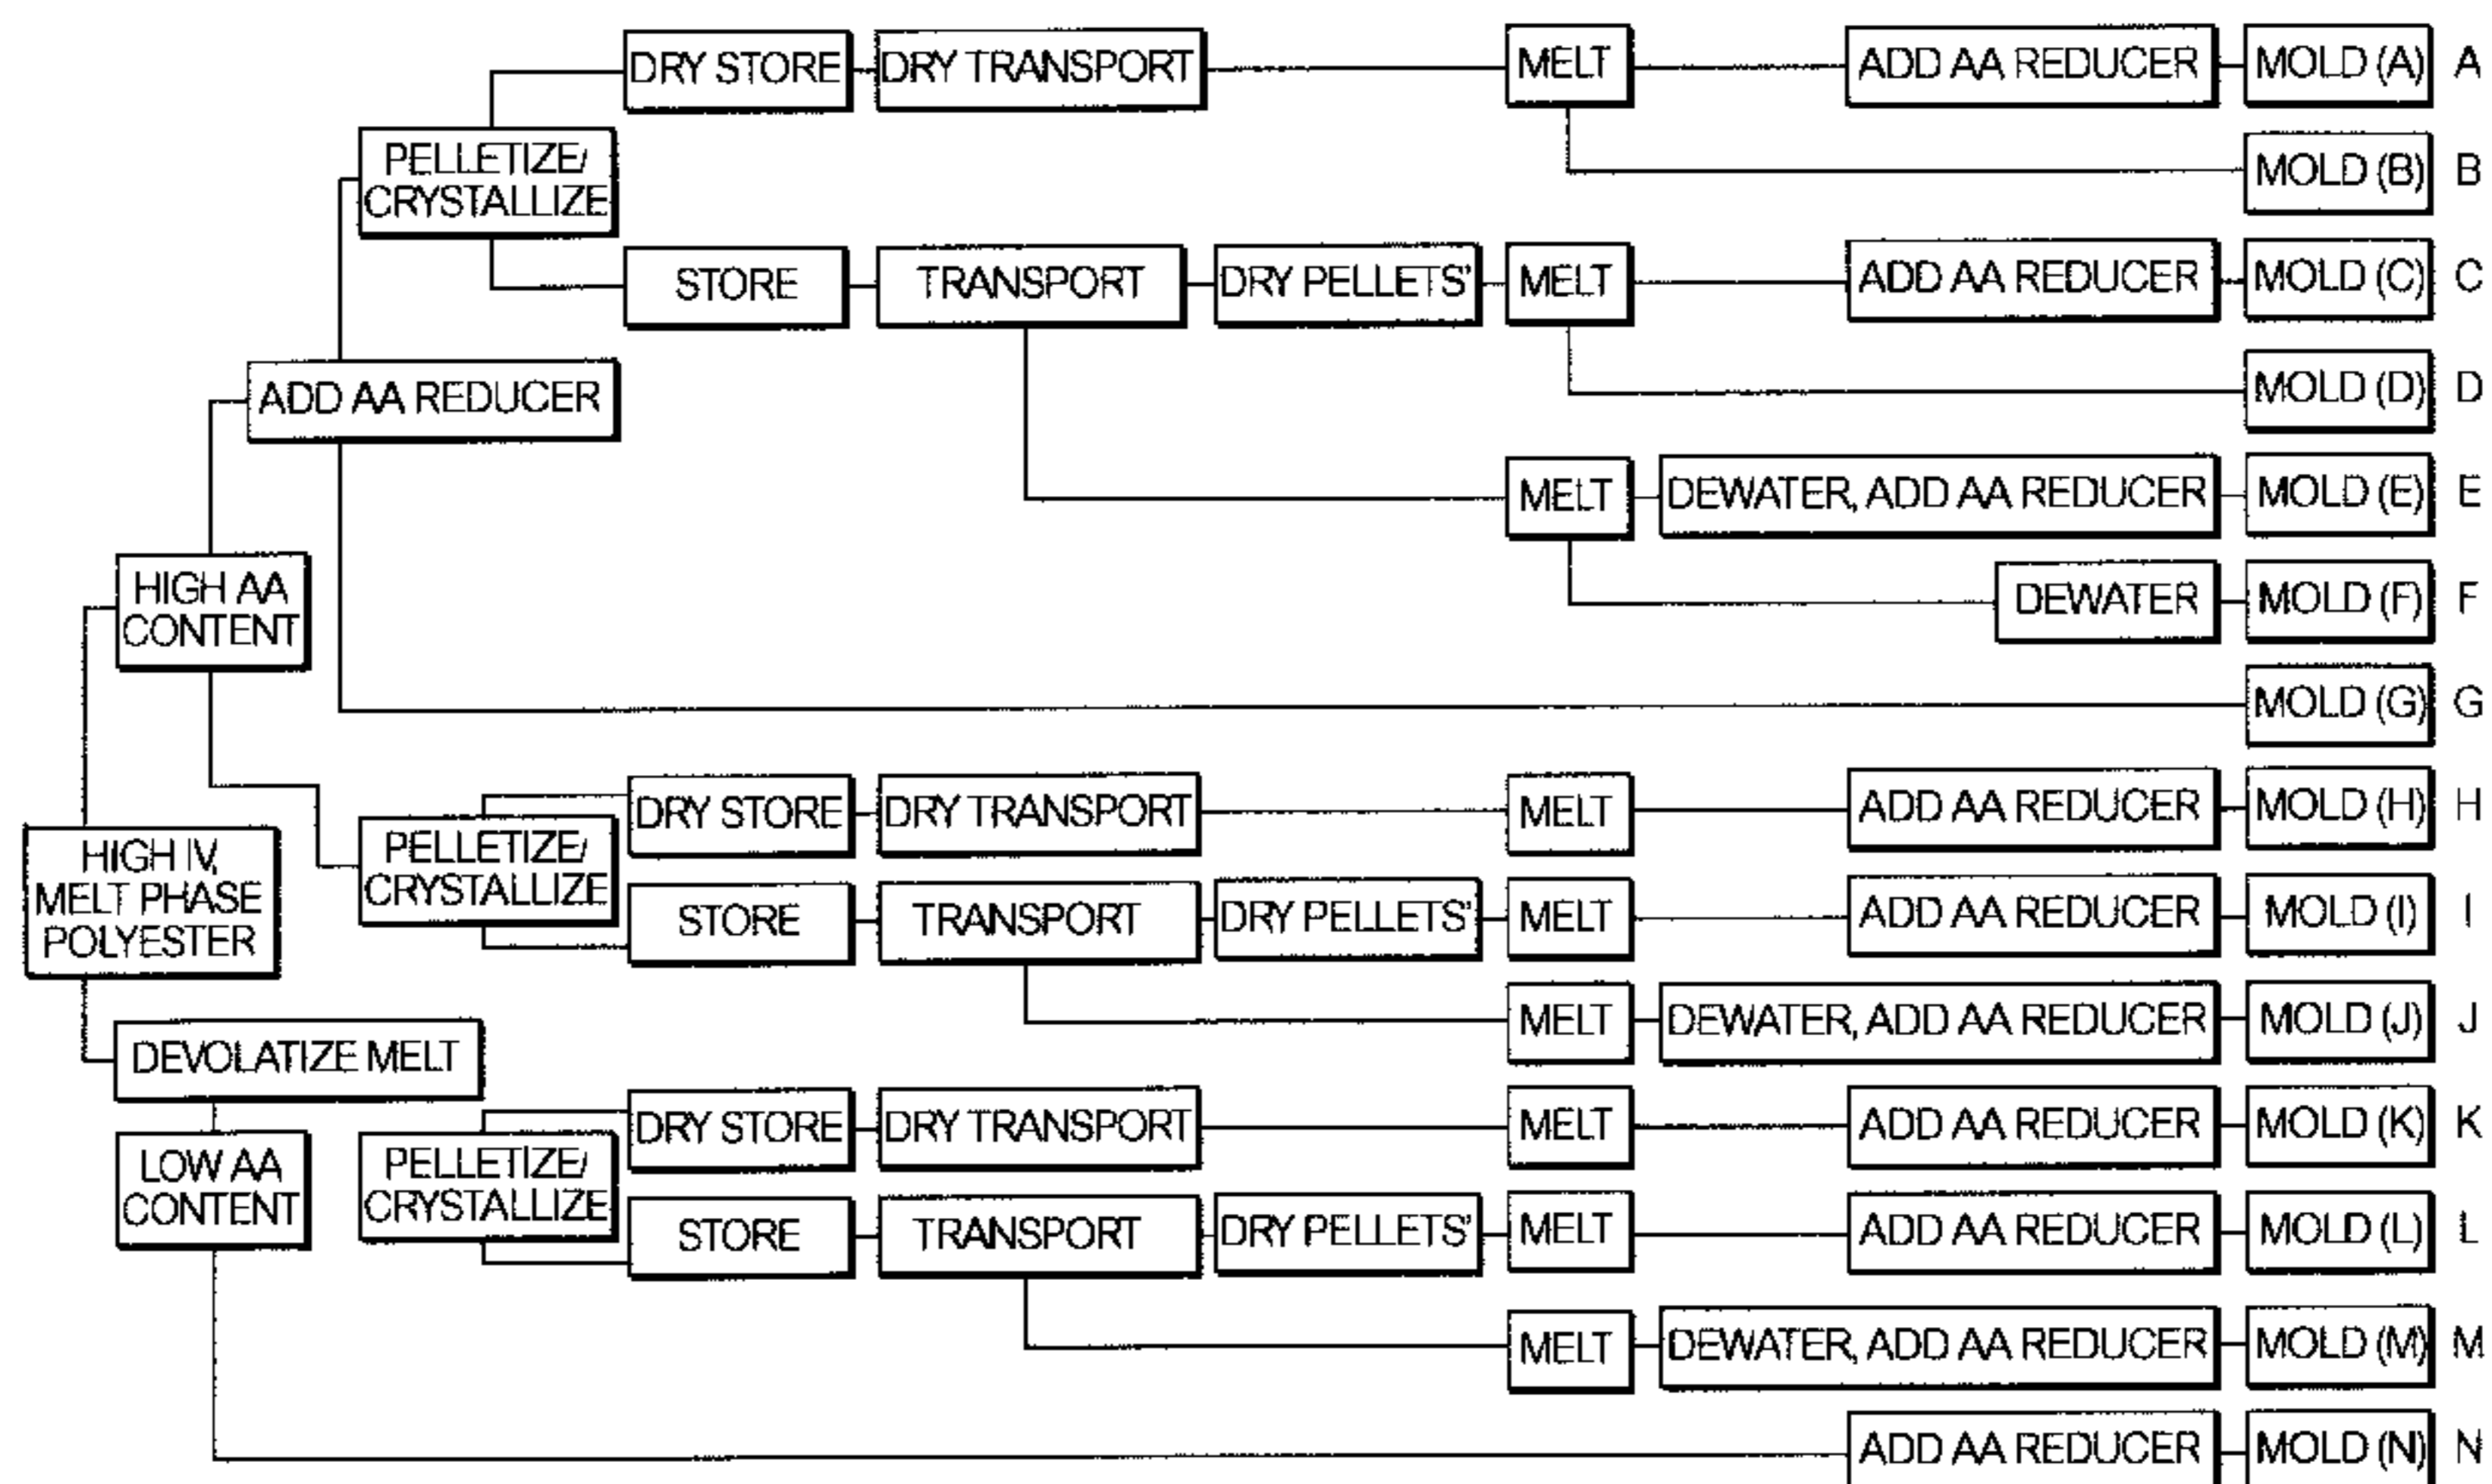 DRY STORE
DRY TRANSPORT
MELT
ADD AA REDUCER
MOLD (A)
A
PELLETIZE/
CRYSTALLIZE
MOLD (B)
B
STORE
TRANSPORT
DRY PELLETS'
MELT
ADD AA REDUCER
MOLD (C)
C
ADD AA REDUCER
MOLD (D)
D
MELT
DEWATER, ADD AA REDUCER
MOLD (E)
E
HIGH AA
CONTENT
DEWATER
MOLD (F)
F
MOLD (G)
G
DRY STORE
DRY TRANSPORT
MELT
ADD AA REDUCER
MOLD (H)
H
HIGH IV,
MELT PHASE
POLYESTER
PELLETIZE/
CRYSTALLIZE
STORE
TRANSPORT
DRY PELLETS'
MELT
ADD AA REDUCER
MOLD (I)
I
MELT
DEWATER, ADD AA REDUCER
MOLD (J)
J
DEVOLATIZE MELT
DRY STORE
DRY TRANSPORT
MELT
ADD AA REDUCER
MOLD (K)
K
LOW AA
CONTENT
PELLETIZE/
CRYSTALLIZE
STORE
TRANSPORT
DRY PELLETS'
MELT
ADD AA REDUCER
MOLD (L)
L
MELT
DEWATER, ADD AA REDUCER
MOLD (M)
M
ADD AA REDUCER
MOLD (N)
N